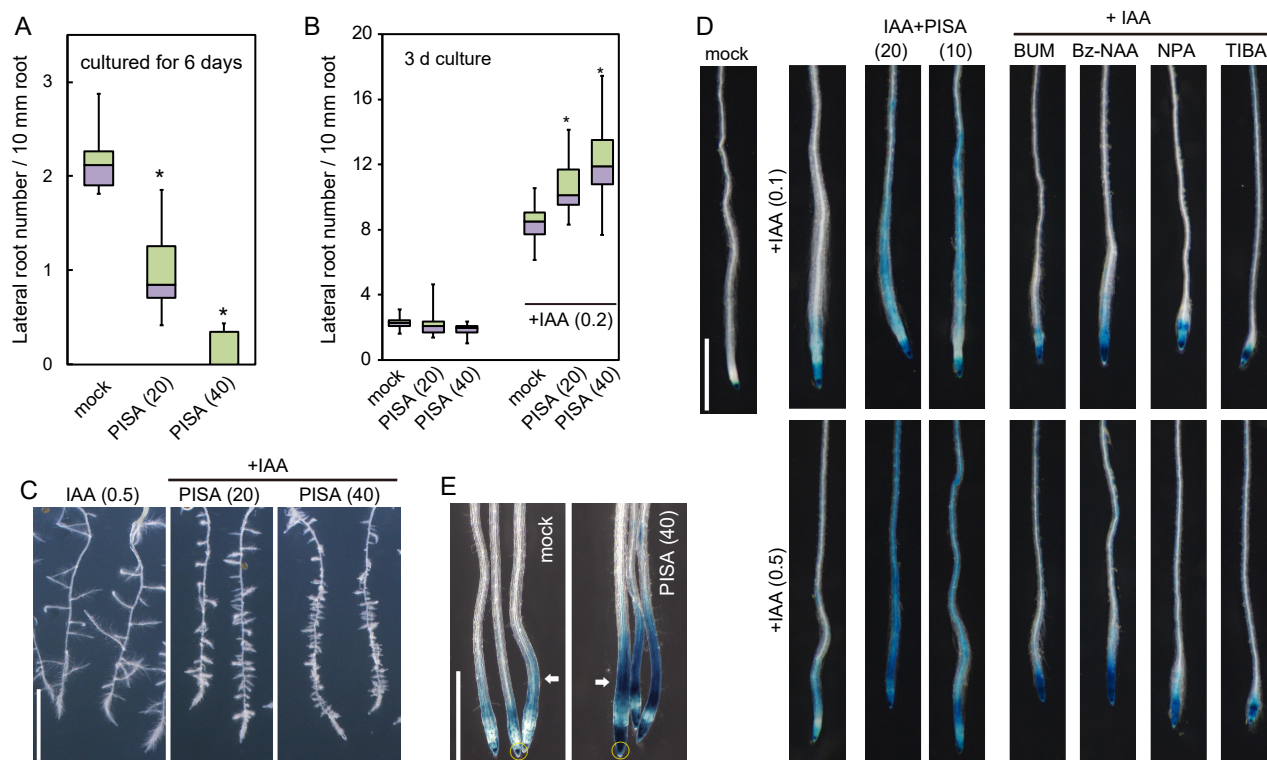 A
cultured for 6 days
Lateral root number / 10 mm root
3
2
1
0
*
*
mock
PISA (20)
PISA (40)
B
3 d culture
Lateral root number / 10 mm root
20
16
12
8
4
0
*
*
+IAA (0.2)
mock
PISA (20)
PISA (40)
mock
PISA (20)
PISA (40)
C
+IAA
IAA (0.5)
PISA (20)
PISA (40)
D
mock
IAA+PISA
(20)
(10)
+ IAA
BUM
Bz-NAA
NPA
TIBA
+IAA (0.1)
+IAA (0.5)
E
mock
PISA (40)